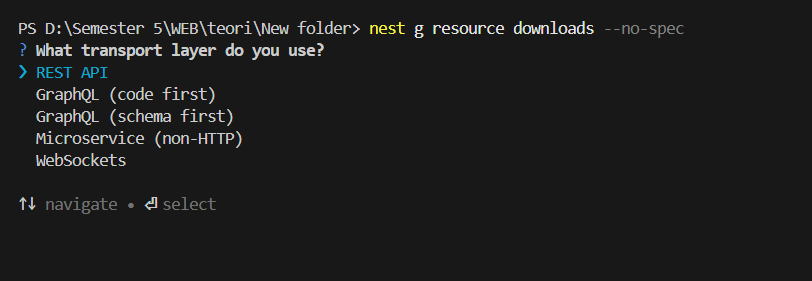 PS D:\Semester 5\WEB\teori\New folder> nest g resource downloads --no-spec
? What transport layer do you use?
❯ REST API
GraphQL (code first)
GraphQL (schema first)
Microservice (non-HTTP)
WebSockets
↑↓ navigate • ⏎ select